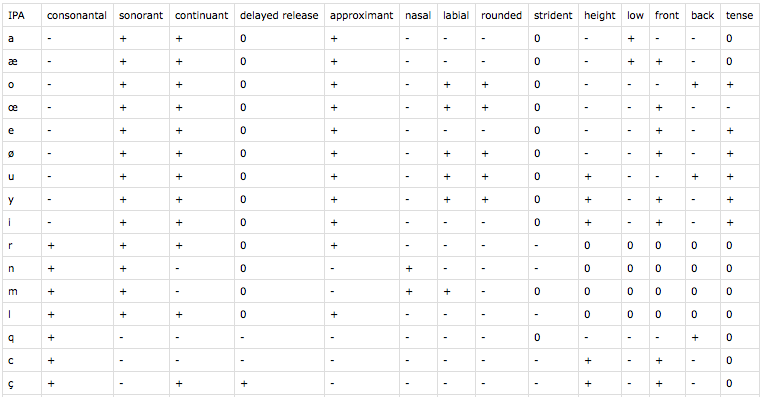 IPA consonantal sonorant continuant delayed release approximant nasal labial rounded strident height low front back tense
a - + + 0 + - - - 0 - + - - 0
æ - + + 0 + - - - 0 - + + - 0
o - + + 0 + - + + 0 - - - + +
œ - + + 0 + - + + 0 - - + - -
e - + + 0 + - - - 0 - - + - +
ø - + + 0 + - + + 0 - - + - +
u - + + 0 + - + + 0 + - - + +
y - + + 0 + - + + 0 + - + - +
i - + + 0 + - - - 0 + - + - +
r + + + 0 + - - - - 0 0 0 0 0
n + + - 0 - + - - - 0 0 0 0 0
m + + - 0 - + + - 0 0 0 0 0 0
l + + + 0 + - - - - 0 0 0 0 0
q + - - - - - - - 0 - - - + 0
c + - - - - - - - - + - + - 0
ç + - + + - - - - - + - + - 0